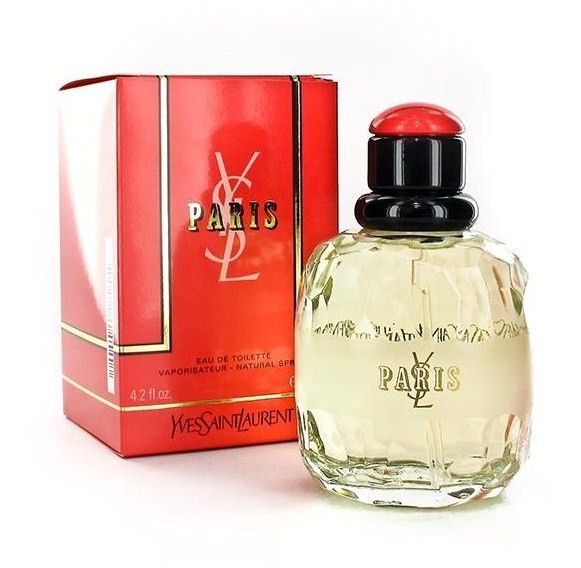 YSL
PARIS
EAU DE TOILETTE
VAPORISATEUR - NATURAL SPR
4.2 fl.oz.
YVESSAINTLAURENT
YSL
PARIS